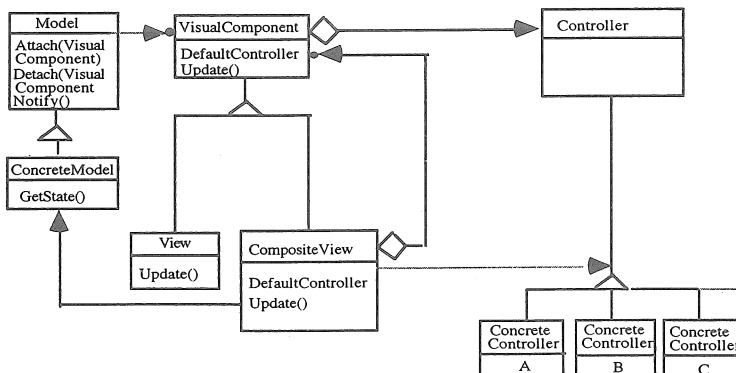 Model
Attach(Visual
Component)
Detach(Visual
Component
Notify()
VisualComponent
DefaultController
Update()
Controller
ConcreteModel
GetState()
View
Update()
CompositeView
DefaultController
Update()
Concrete
Controller
A
Concrete
Controller
B
Concrete
Controller
C